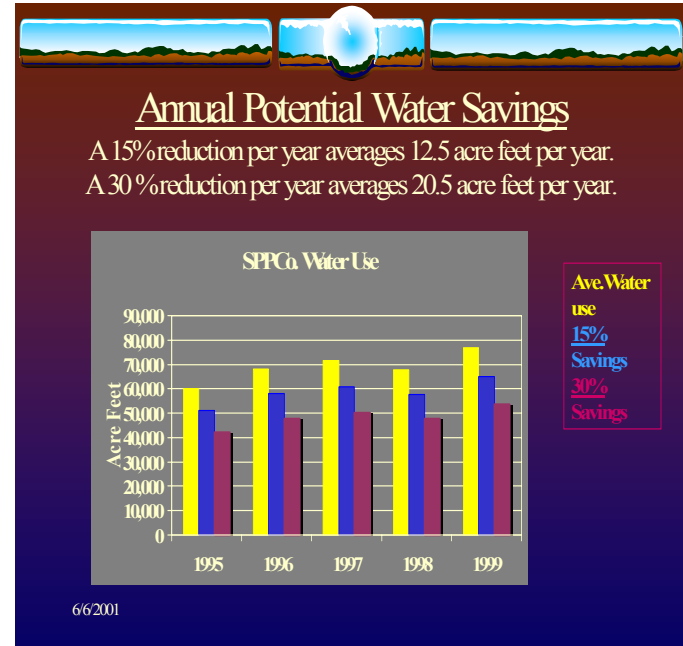 Annual Potential Water Savings
A 15% reduction per year averages 12.5 acre feet per year.
A 30 % reduction per year averages 20.5 acre feet per year.
SPPCo. Water Use
Acre Feet
90,000
80,000
70,000
60,000
50,000
40,000
30,000
20,000
10,000
0
1995 1996 1997 1998 1999
Ave. Water
use
15%
Savings
30%
Savings
6/6/2001